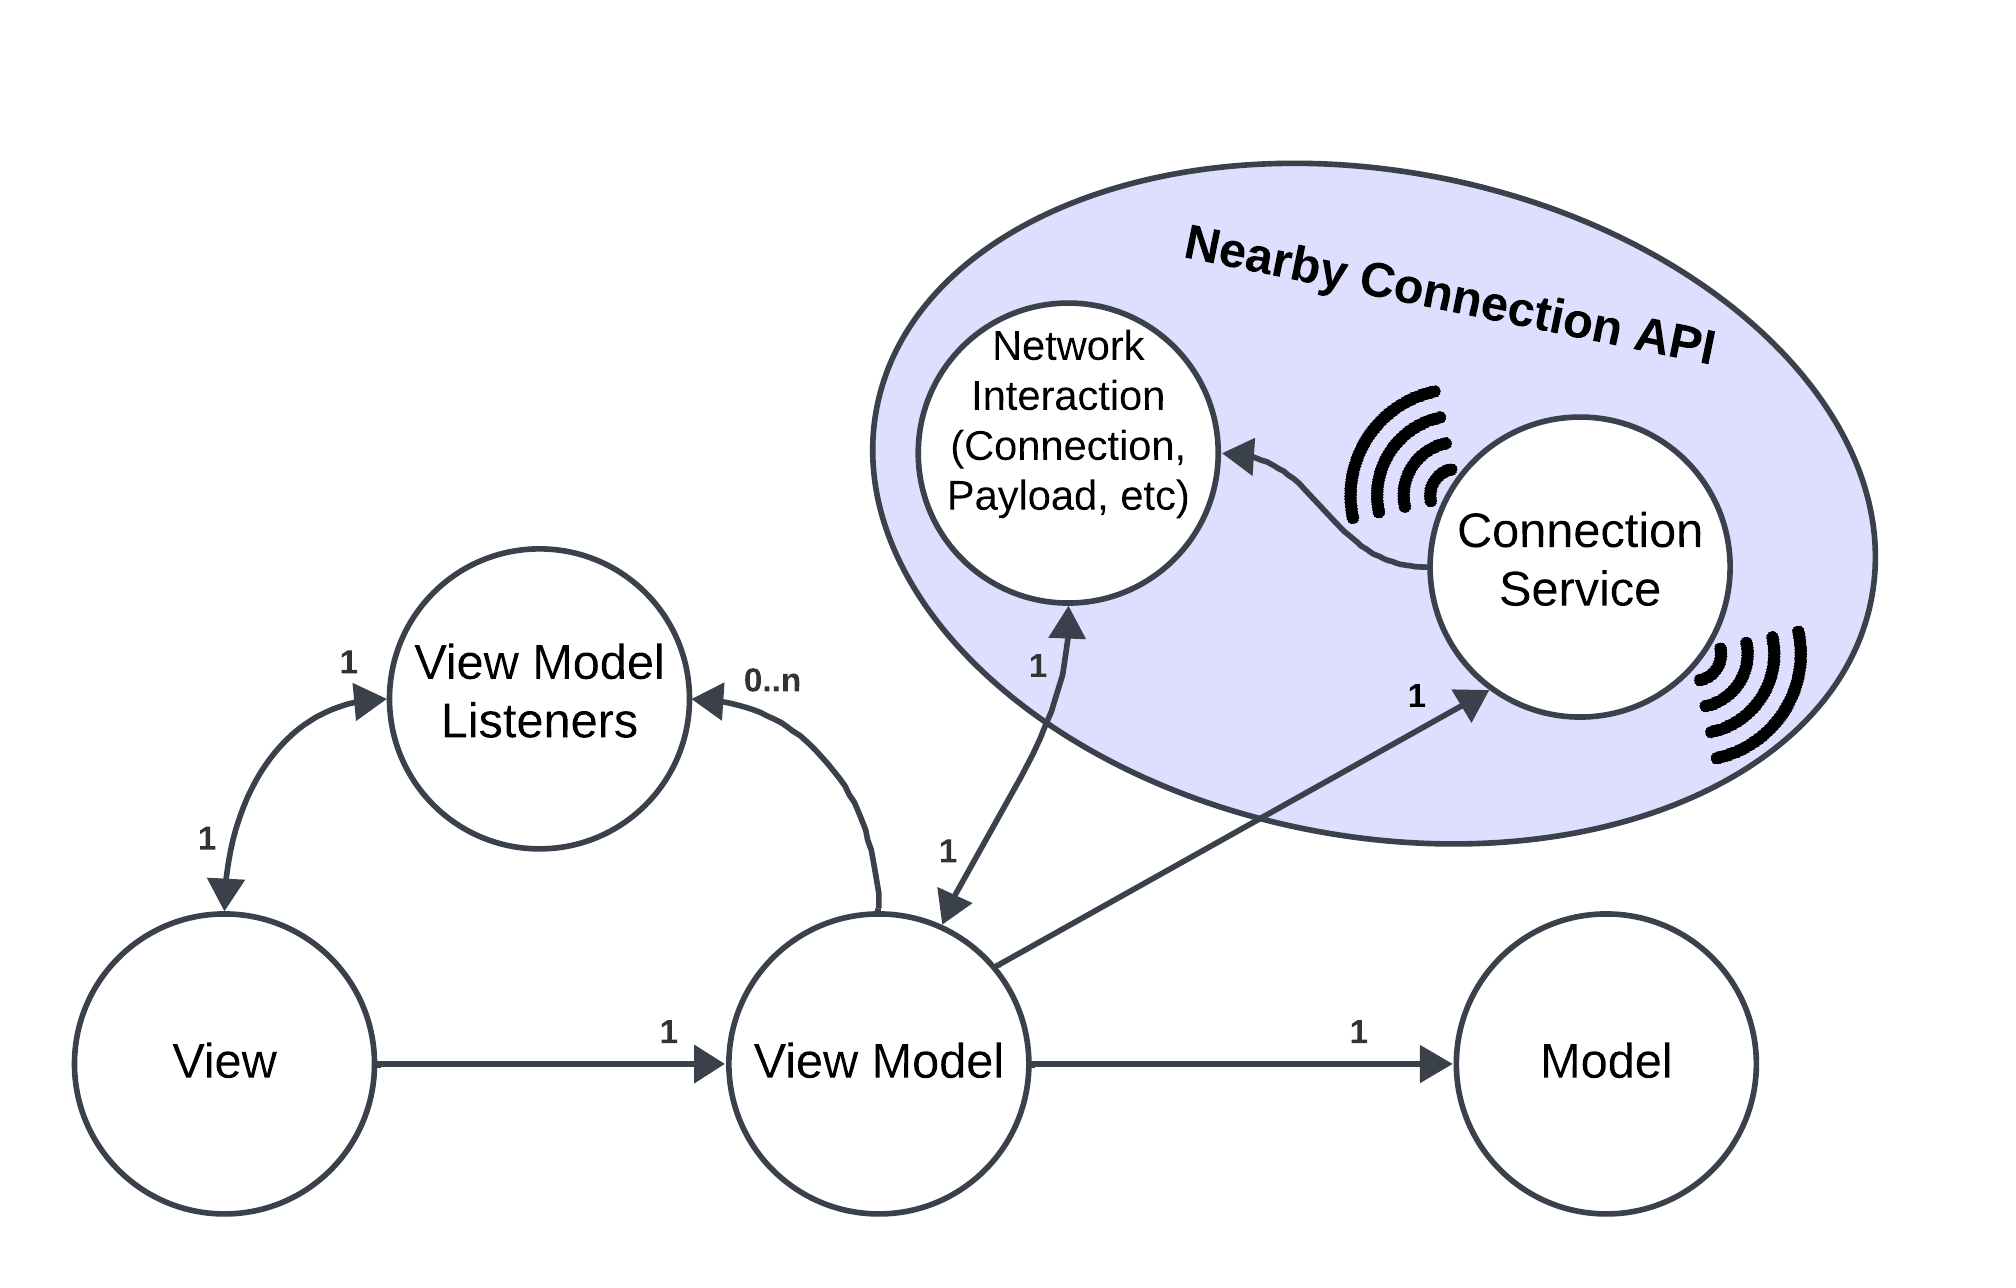 Nearby Connection API
Network
Interaction
(Connection,
Payload, etc)
Connection
Service
1
View Model
Listeners
0..n
1
1
1
1
1
View
1
View Model
1
Model